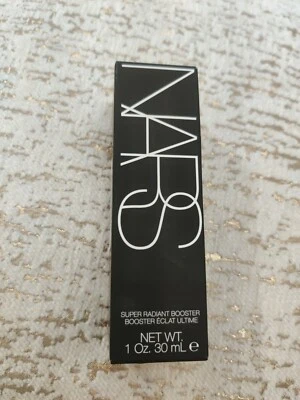 NARS
SUPER RADIANT BOOSTER
BOOSTER ÉCLAT ULTIME
NET WT.
1 Oz. 30 mL ℮